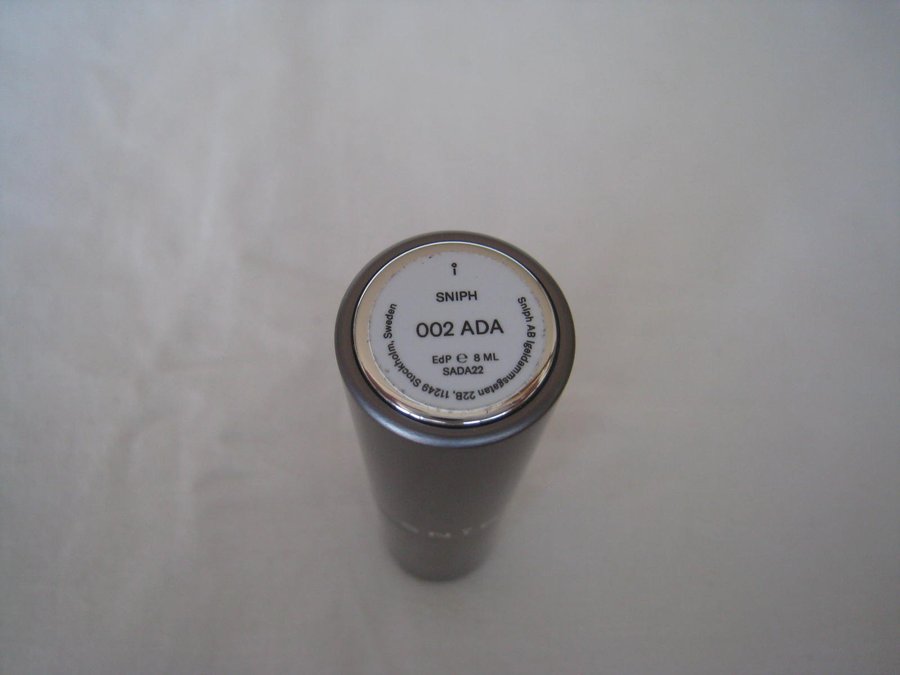 SNIPH
002 ADA
EdP ℮ 8 ML
SADA22
Sniph AB Igeldammsgatan 22B, 11249 Stockholm, Sweden